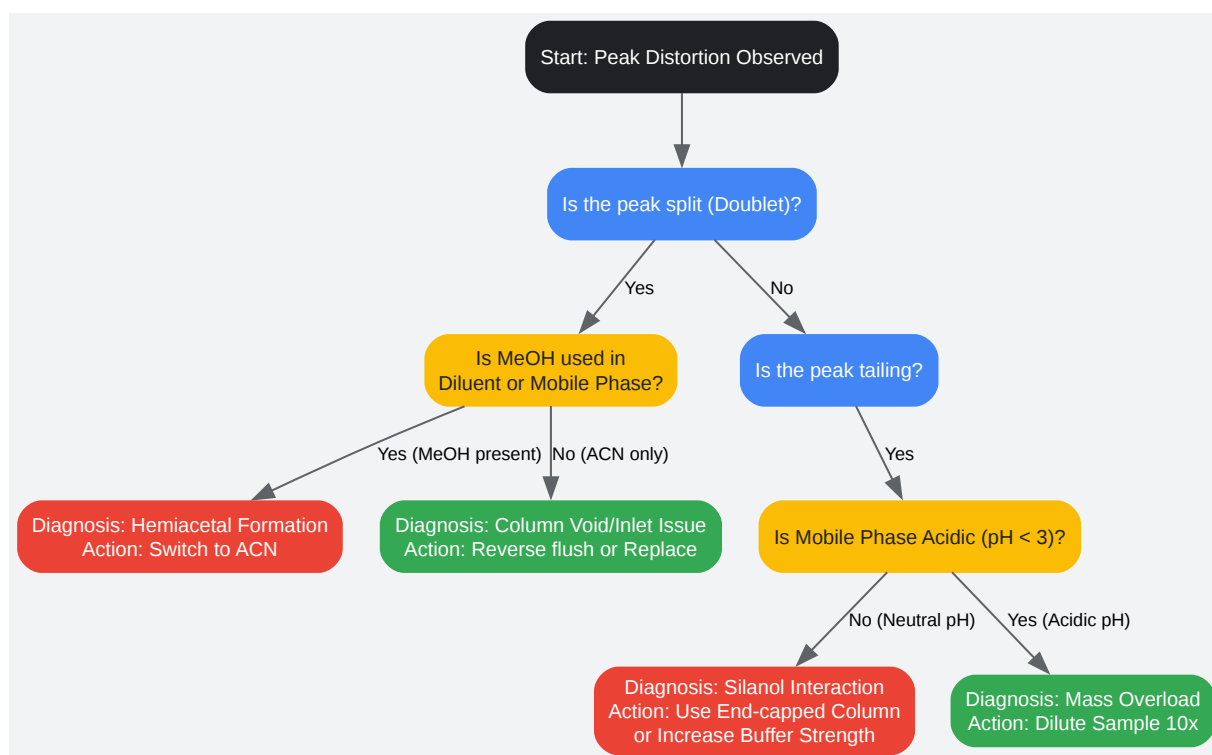 Start: Peak Distortion Observed
Is the peak split (Doublet)?
Yes
No
Is MeOH used in
Diluent or Mobile Phase?
Is the peak tailing?
Yes (MeOH present)
No (ACN only)
Yes
Diagnosis: Hemiacetal Formation
Action: Switch to ACN
Diagnosis: Column Void/Inlet Issue
Action: Reverse flush or Replace
Is Mobile Phase Acidic (pH < 3)?
No (Neutral pH)
Yes (Acidic pH)
Diagnosis: Silanol Interaction
Action: Use End-capped Column
or Increase Buffer Strength
Diagnosis: Mass Overload
Action: Dilute Sample 10x